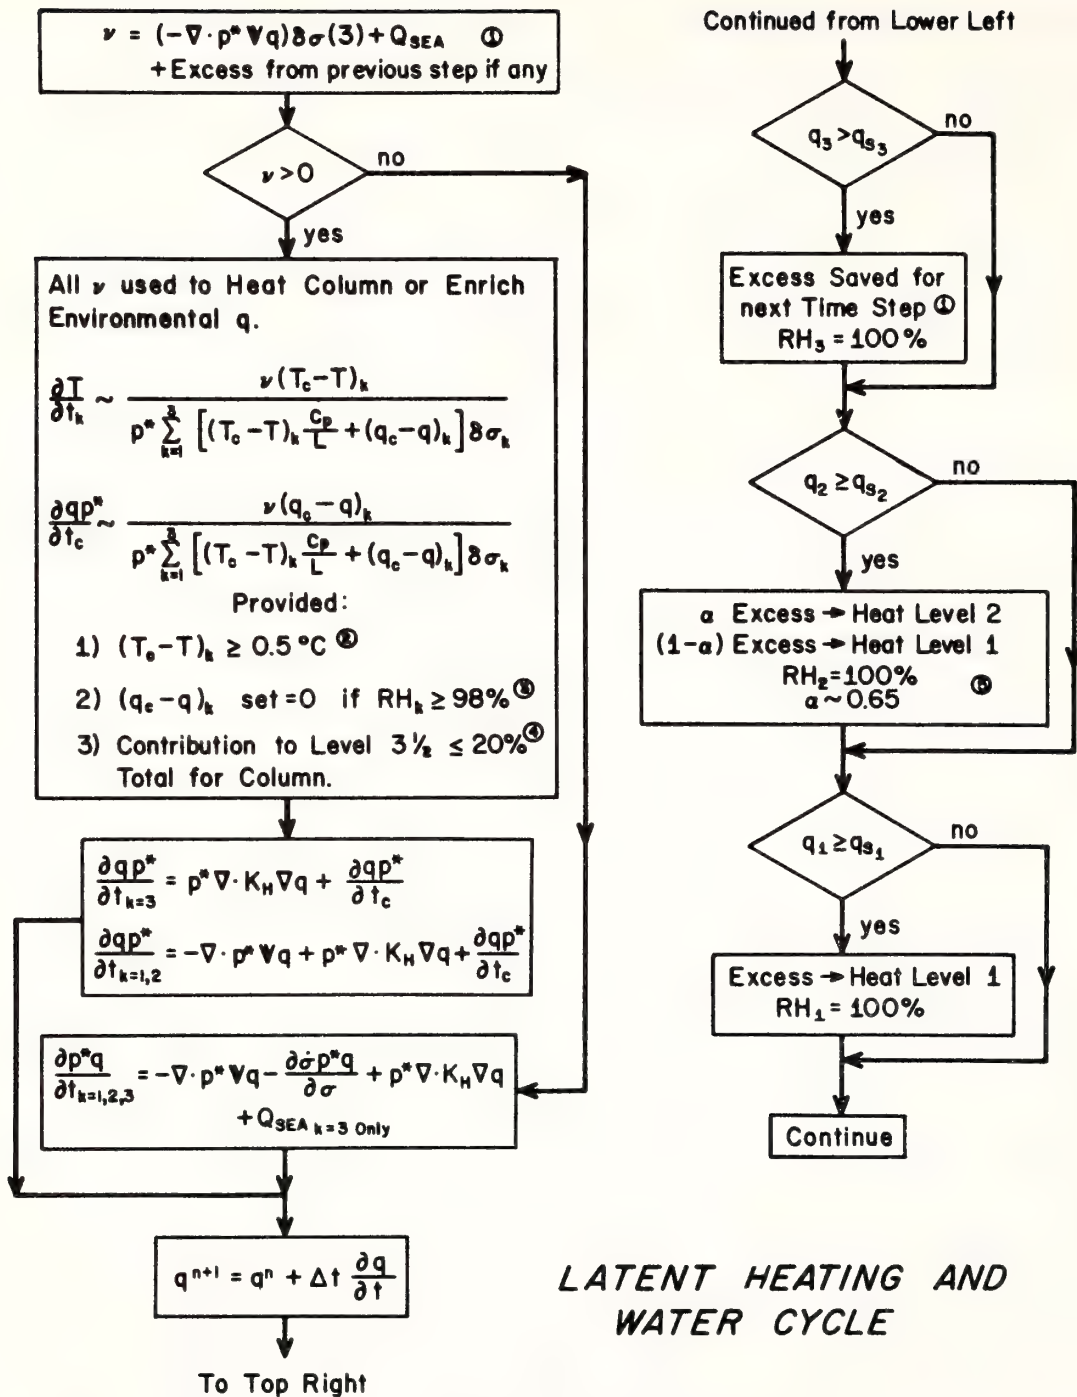 ν = (-∇·p* 𝐕q)δσ(3)+Q_SEA ①
+Excess from previous step if any
ν>0
no
yes
All ν used to Heat Column or Enrich
Environmental q.
∂T/∂t_k ~ ν(T_c-T)_k / p* Σ_{k=1}^{3} [(T_c-T)_k C_p/L +(q_c-q)_k]δσ_k
∂qp*/∂t_c ~ ν(q_c-q)_k / p* Σ_{k=1}^{3} [(T_c-T)_k C_p/L +(q_c-q)_k]δσ_k
Provided:
1) (T_c-T)_k ≥ 0.5 °C ②
2) (q_c-q)_k set =0 if RH_k ≥ 98% ③
3) Contribution to Level 3 ½ ≤ 20% ④
Total for Column.
∂qp*/∂t_{k=3} = p* ∇·K_H ∇q + ∂qp*/∂t_c
∂qp*/∂t_{k=1,2} = -∇·p* 𝐕q + p* ∇·K_H ∇q + ∂qp*/∂t_c
∂p*q/∂t_{k=1,2,3} = -∇·p* 𝐕q - ∂σ̇p*q/∂σ + p* ∇·K_H ∇q
+ Q_SEA k=3 Only
q^{n+1} = q^n + Δt ∂q/∂t
To Top Right
Continued from Lower Left
q_3 > q_{s_3}
no
yes
Excess Saved for
next Time Step ①
RH_3 = 100 %
q_2 ≥ q_{s_2}
no
yes
α Excess → Heat Level 2
(1-α) Excess → Heat Level 1
RH_2=100%
α ~ 0.65 ⑤
q_1 ≥ q_{s_1}
no
yes
Excess → Heat Level 1
RH_1 = 100%
Continue
LATENT HEATING AND
WATER CYCLE